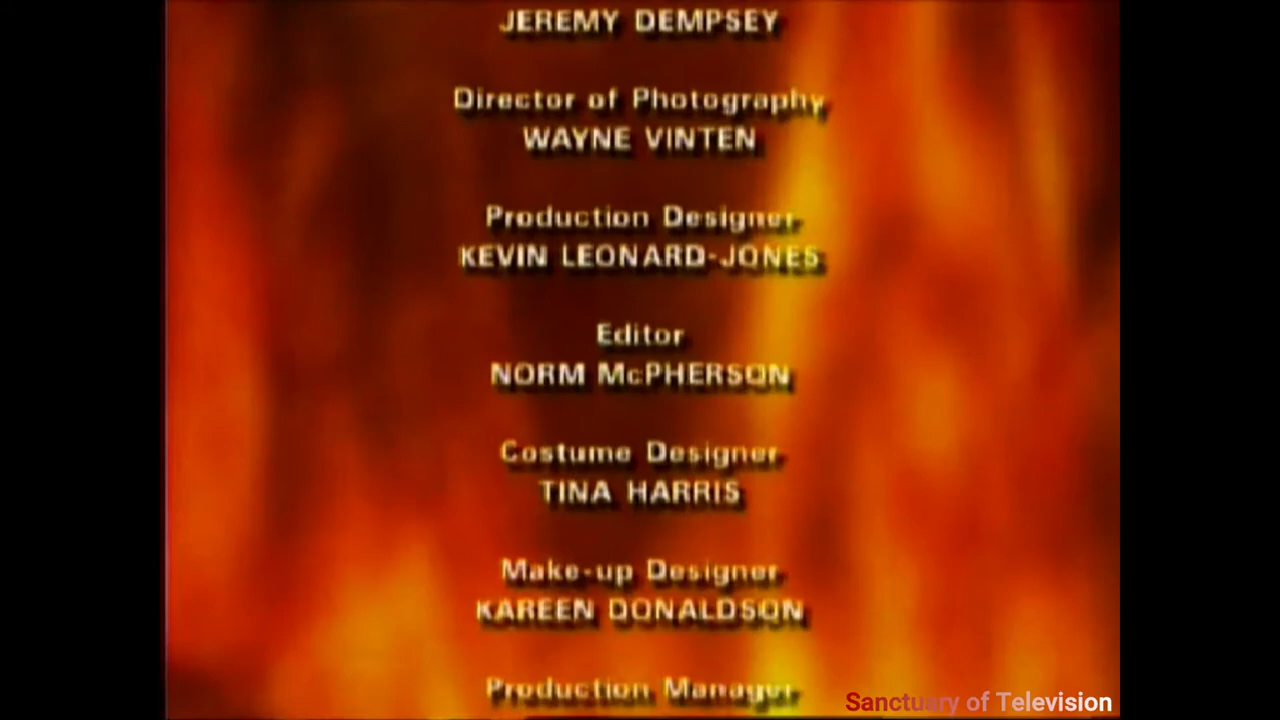 JEREMY DEMPSEY
Director of Photography
WAYNE VINTEN
Production Designer
KEVIN LEONARD-JONES
Editor
NORM McPHERSON
Costume Designer
TINA HARRIS
Make-up Designer
KAREEN DONALDSON
Production Manager
Sanctuary of Television